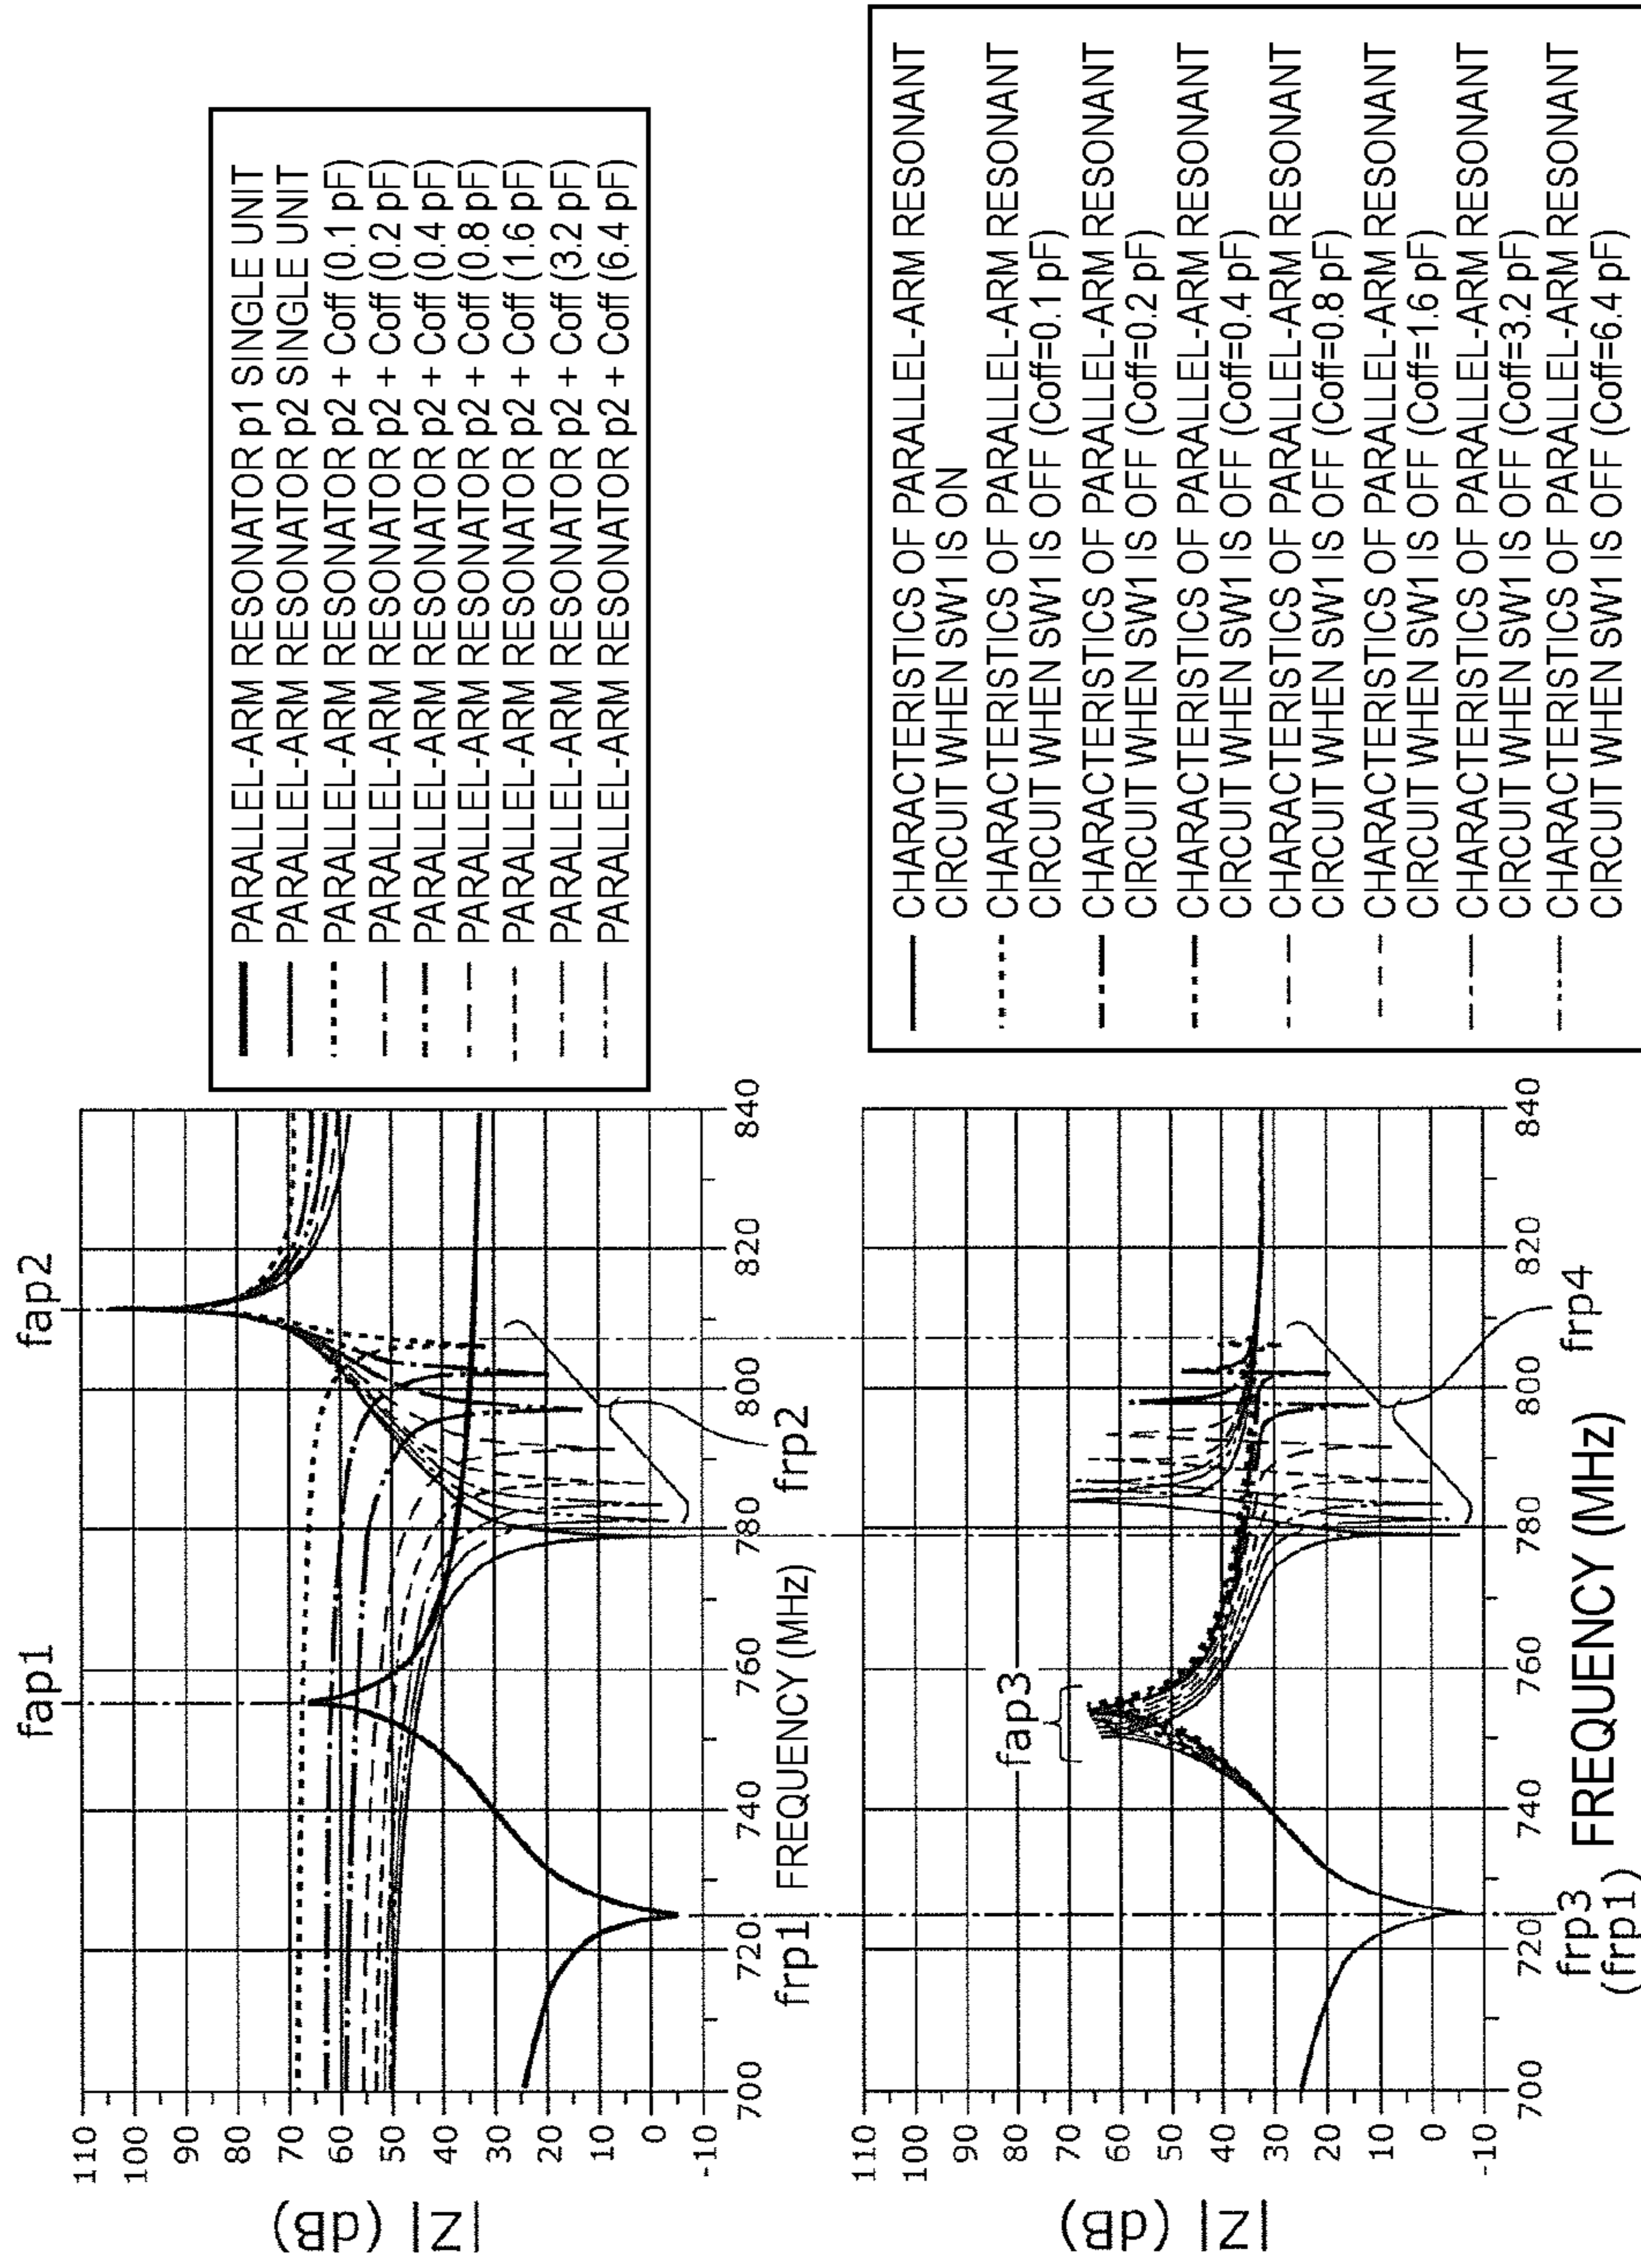 fap1
fap2
|Z| (dB)
110
100
90
80
70
60
50
40
30
20
10
0
-10
700
720
740
760
780
800
820
840
frp1
FREQUENCY (MHz)
frp2
PARALLEL-ARM RESONATOR p1 SINGLE UNIT
PARALLEL-ARM RESONATOR p2 SINGLE UNIT
PARALLEL-ARM RESONATOR p2 + Coff (0.1 pF)
PARALLEL-ARM RESONATOR p2 + Coff (0.2 pF)
PARALLEL-ARM RESONATOR p2 + Coff (0.4 pF)
PARALLEL-ARM RESONATOR p2 + Coff (0.8 pF)
PARALLEL-ARM RESONATOR p2 + Coff (1.6 pF)
PARALLEL-ARM RESONATOR p2 + Coff (3.2 pF)
PARALLEL-ARM RESONATOR p2 + Coff (6.4 pF)
fap3
|Z| (dB)
110
100
90
80
70
60
50
40
30
20
10
0
-10
700
720
740
760
780
800
820
840
frp3
(frp1)
FREQUENCY (MHz)
frp4
CHARACTERISTICS OF PARALLEL-ARM RESONANT
CIRCUIT WHEN SW1 IS ON
CHARACTERISTICS OF PARALLEL-ARM RESONANT
CIRCUIT WHEN SW1 IS OFF (Coff=0.1 pF)
CHARACTERISTICS OF PARALLEL-ARM RESONANT
CIRCUIT WHEN SW1 IS OFF (Coff=0.2 pF)
CHARACTERISTICS OF PARALLEL-ARM RESONANT
CIRCUIT WHEN SW1 IS OFF (Coff=0.4 pF)
CHARACTERISTICS OF PARALLEL-ARM RESONANT
CIRCUIT WHEN SW1 IS OFF (Coff=0.8 pF)
CHARACTERISTICS OF PARALLEL-ARM RESONANT
CIRCUIT WHEN SW1 IS OFF (Coff=1.6 pF)
CHARACTERISTICS OF PARALLEL-ARM RESONANT
CIRCUIT WHEN SW1 IS OFF (Coff=3.2 pF)
CHARACTERISTICS OF PARALLEL-ARM RESONANT
CIRCUIT WHEN SW1 IS OFF (Coff=6.4 pF)